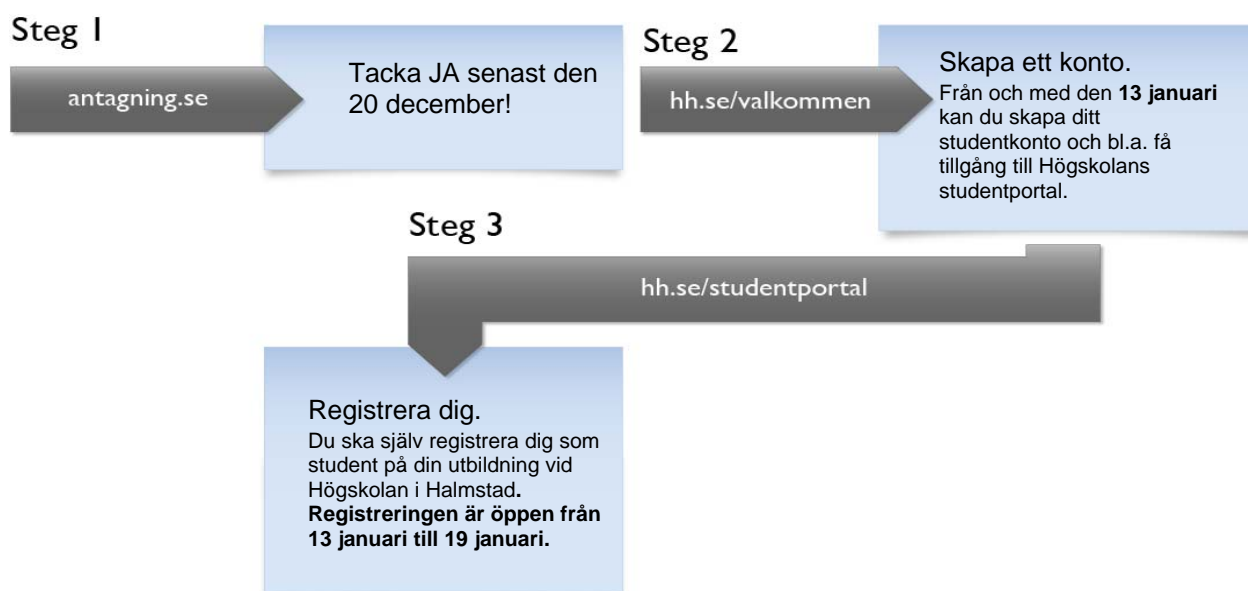 Steg 1
antagning.se
Tacka JA senast den
20 december!
Steg 2
hh.se/valkommen
Skapa ett konto.
Från och med den 13 januari
kan du skapa ditt
studentkonto och bl.a. få
tillgång till Högskolans
studentportal.
Steg 3
hh.se/studentportal
Registrera dig.
Du ska själv registrera dig som
student på din utbildning vid
Högskolan i Halmstad.
Registreringen är öppen från
13 januari till 19 januari.